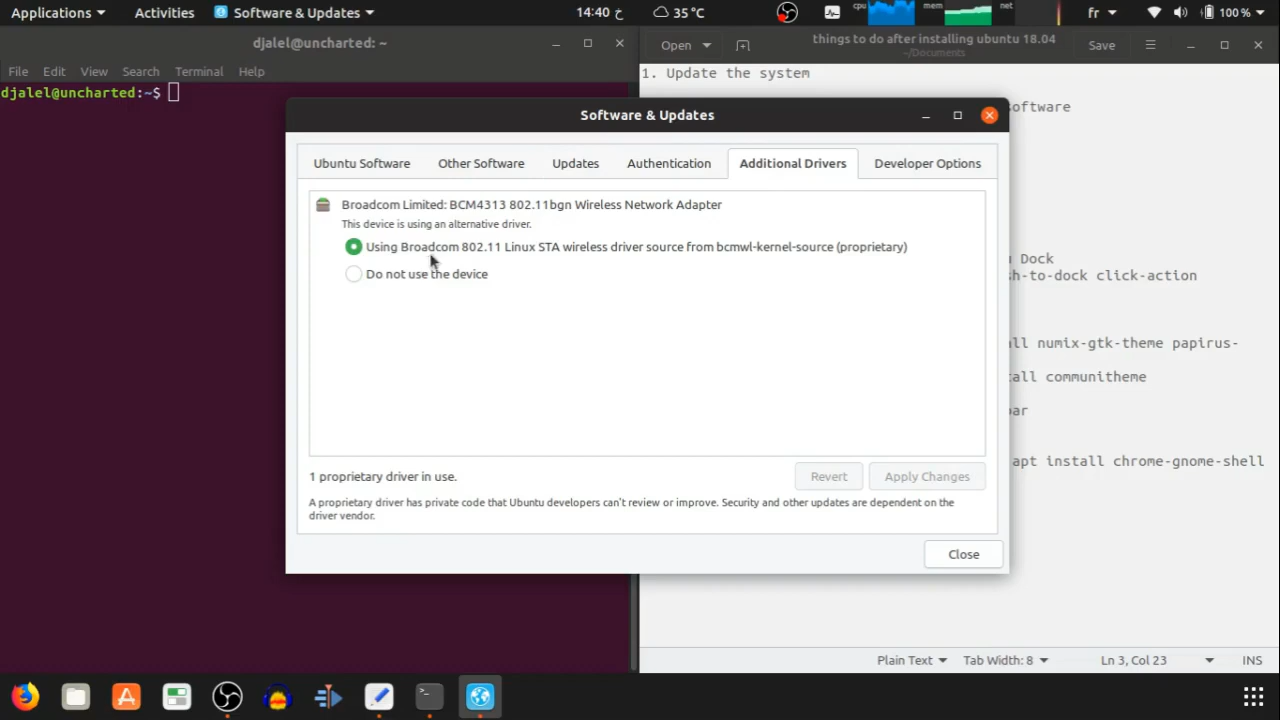 Applications
Activities
Software & Updates
14:40 خ
35 °C
cpu
mem
net
fr
100 %
djalel@uncharted: ~
File Edit View Search Terminal Help
djalel@uncharted:~$
Open
things to do after installing ubuntu 18.04
~/Documents
Save
1. Update the system
oftware
u Dock
sh-to-dock click-action
all numix-gtk-theme papirus-
tall communitheme
bar
apt install chrome-gnome-shell
Plain Text
Tab Width: 8
Ln 3, Col 23
INS
Software & Updates
Ubuntu Software
Other Software
Updates
Authentication
Additional Drivers
Developer Options
Broadcom Limited: BCM4313 802.11bgn Wireless Network Adapter
This device is using an alternative driver.
Using Broadcom 802.11 Linux STA wireless driver source from bcmwl-kernel-source (proprietary)
Do not use the device
1 proprietary driver in use.
Revert
Apply Changes
A proprietary driver has private code that Ubuntu developers can't review or improve. Security and other updates are dependent on the
driver vendor.
Close